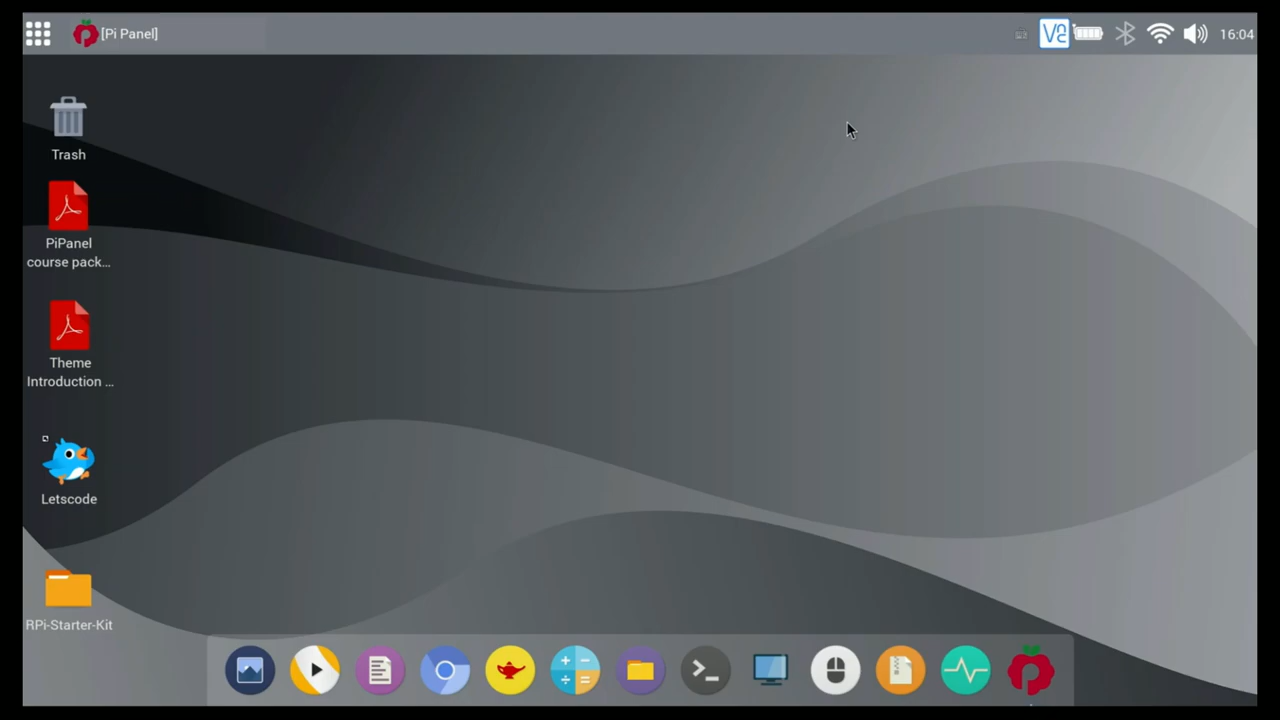 [Pi Panel]
16:04
Trash
PiPanel
course pack...
Theme
Introduction ...
Letscode
RPi-Starter-Kit